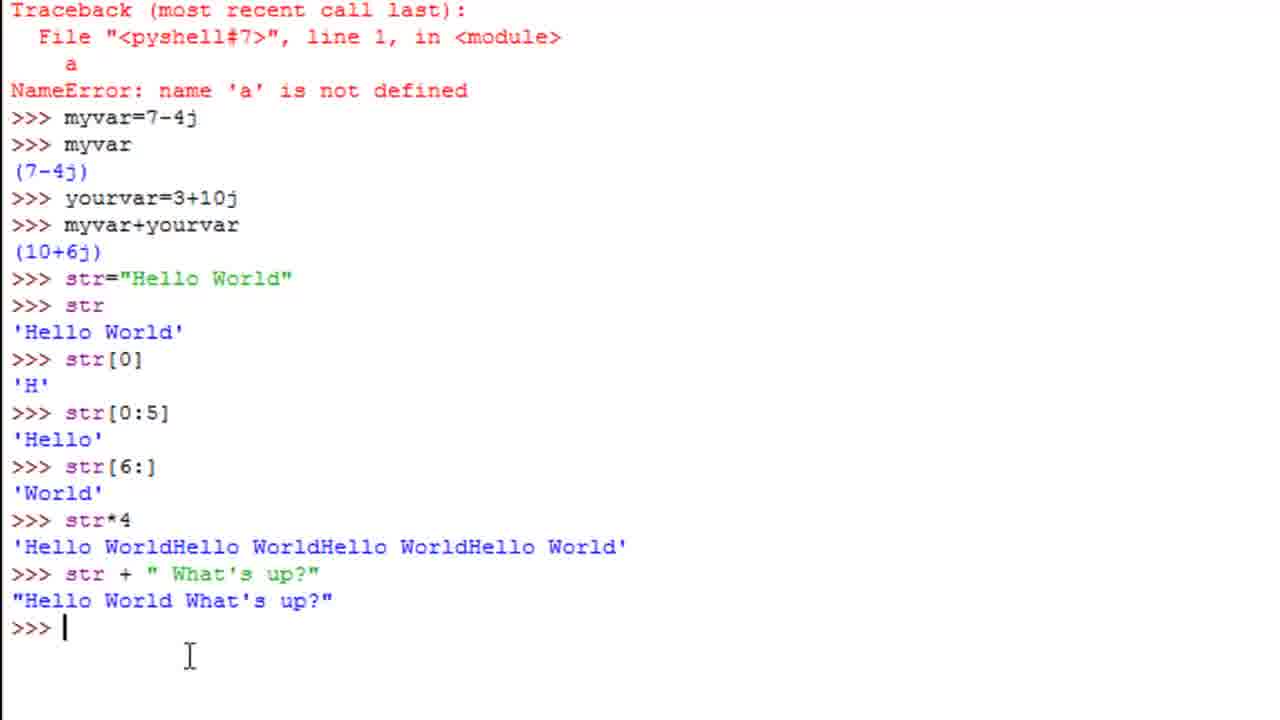 Traceback (most recent call last):
  File "<pyshell#7>", line 1, in <module>
    a
NameError: name 'a' is not defined
>>> myvar=7-4j
>>> myvar
(7-4j)
>>> yourvar=3+10j
>>> myvar+yourvar
(10+6j)
>>> str="Hello World"
>>> str
'Hello World'
>>> str[0]
'H'
>>> str[0:5]
'Hello'
>>> str[6:]
'World'
>>> str*4
'Hello WorldHello WorldHello WorldHello World'
>>> str + " What's up?"
"Hello World What's up?"
>>>